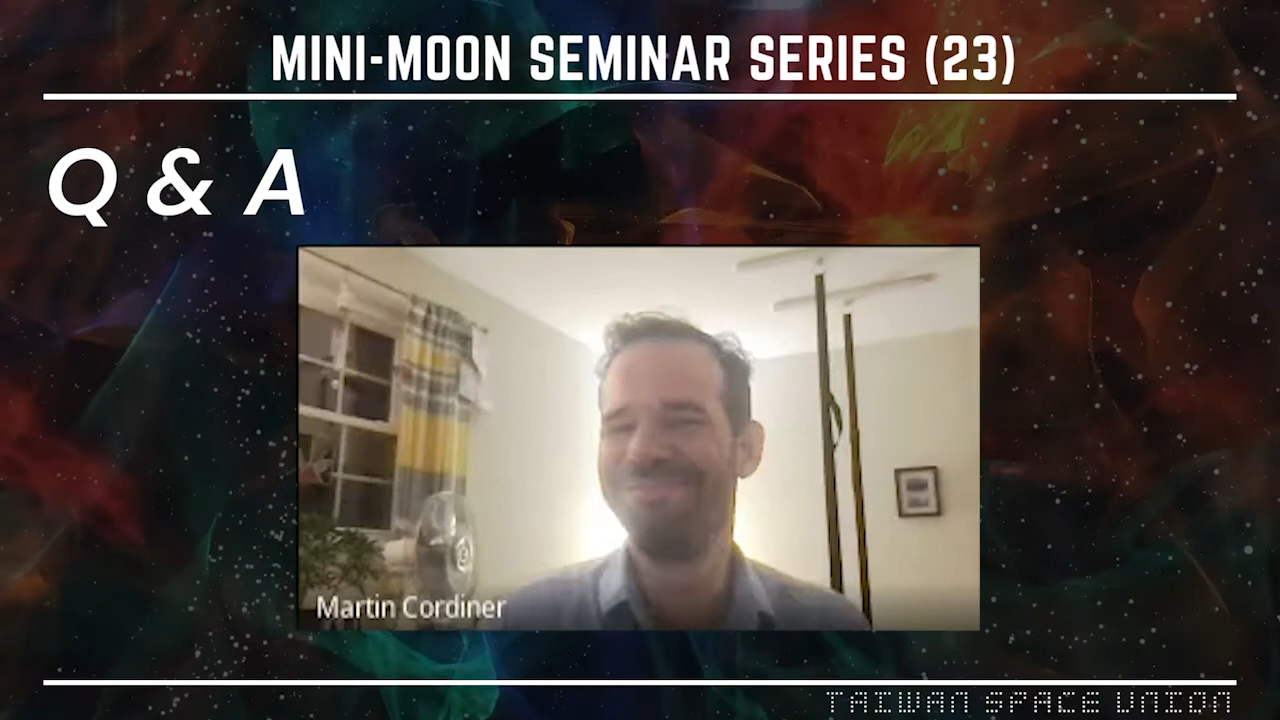 MINI-MOON SEMINAR SERIES (23)
Q & A
Martin Cordiner
TAIWAN SPACE UNION